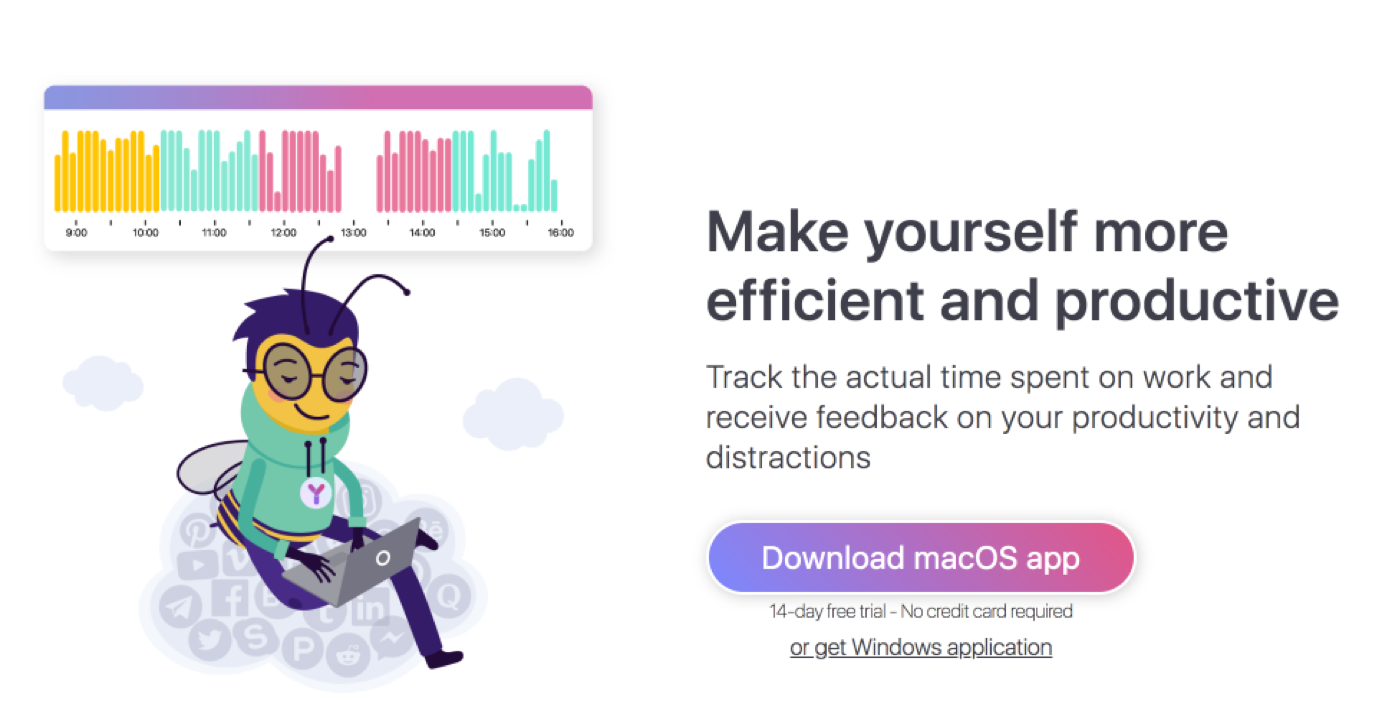 9:00 10:00 11:00 12:00 13:00 14:00 15:00 16:00
Make yourself more
efficient and productive
Track the actual time spent on work and
receive feedback on your productivity and
distractions
Download macOS app
14-day free trial - No credit card required
or get Windows application